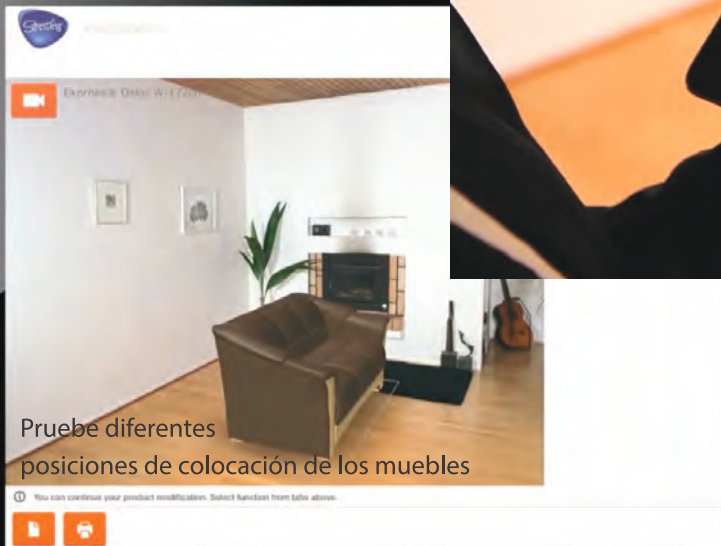 Ekornes® Oslo:
Pruebe diferentes
posiciones de colocación de los muebles
You can continue your product modification. Select function from tabs above.